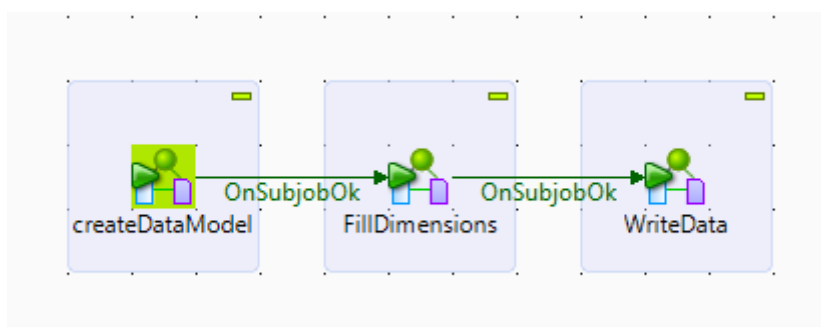 OnSubjobOk
OnSubjobOk
createDataModel
FillDimensions
WriteData